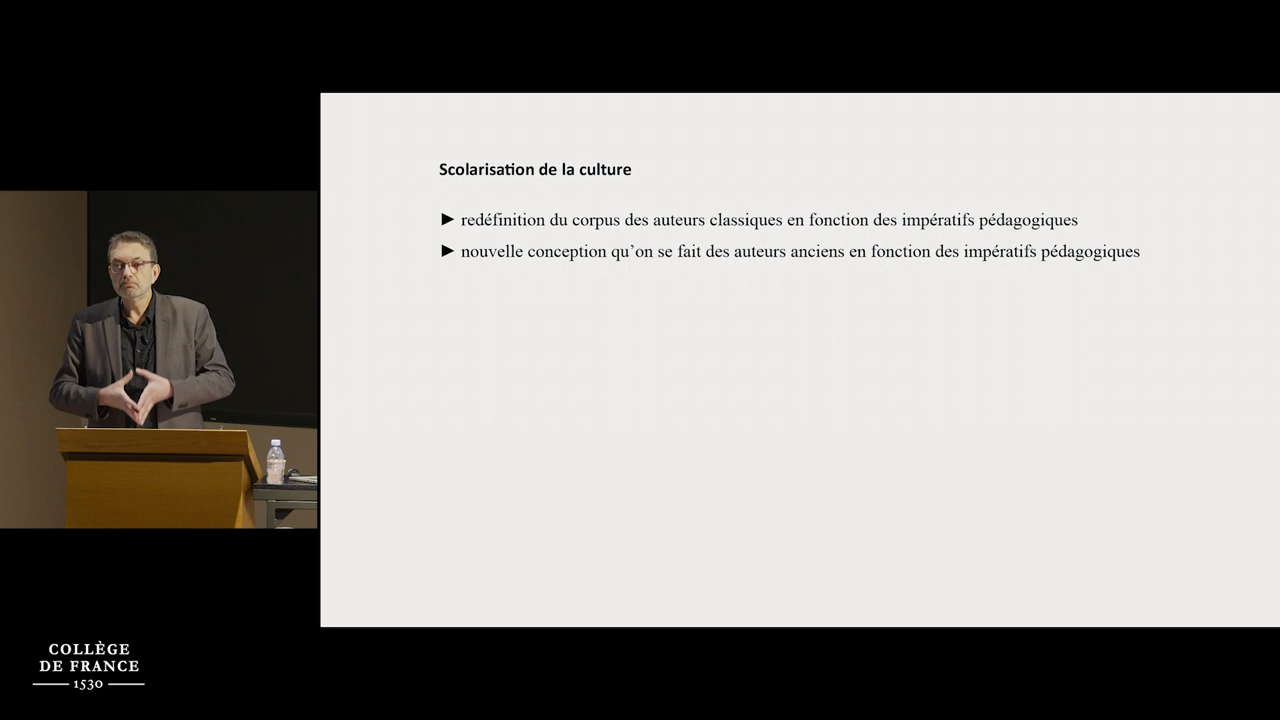 Scolarisation de la culture
► redéfinition du corpus des auteurs classiques en fonction des impératifs pédagogiques
► nouvelle conception qu’on se fait des auteurs anciens en fonction des impératifs pédagogiques
COLLÈGE
DE FRANCE
1530